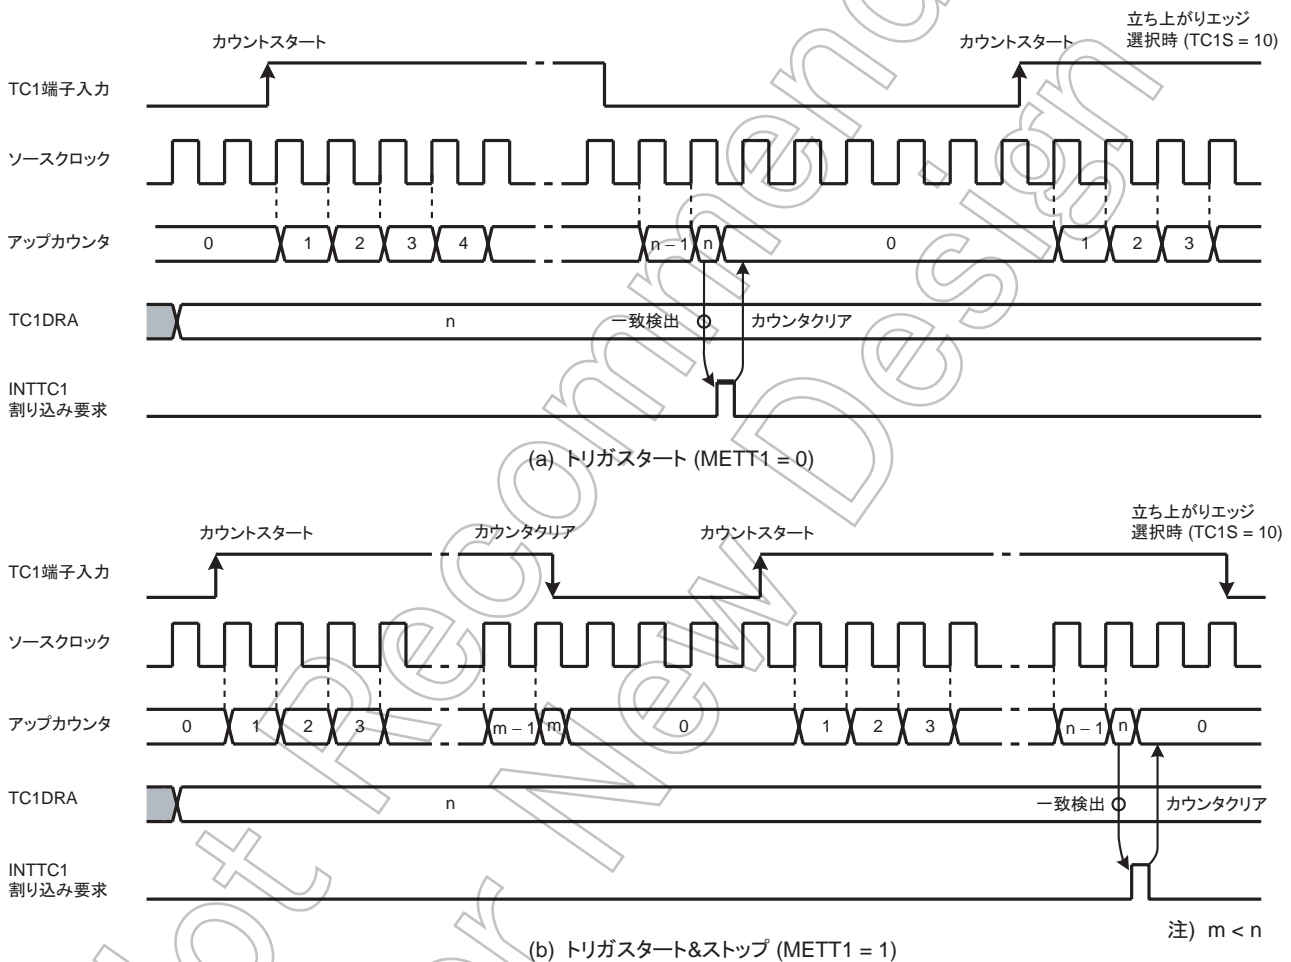 立ち上がりエッジ
カウントスタート カウントスタート 選択時 (TC1S = 10)
TC1端子入力
ソースクロック
アップカウンタ 0 1 2 3 4 n – 1 n 0 1 2 3
TC1DRA n 一致検出 カウンタクリア
INTTC1
割り込み要求
(a) トリガスタート (METT1 = 0)
立ち上がりエッジ
カウントスタート カウンタクリア カウントスタート 選択時 (TC1S = 10)
TC1端子入力
ソースクロック
アップカウンタ 0 1 2 3 m – 1 m 0 1 2 3 n – 1 n 0
TC1DRA n 一致検出 カウンタクリア
INTTC1
割り込み要求
注) m < n
(b) トリガスタート&ストップ (METT1 = 1)
Not Recommended
for New Design